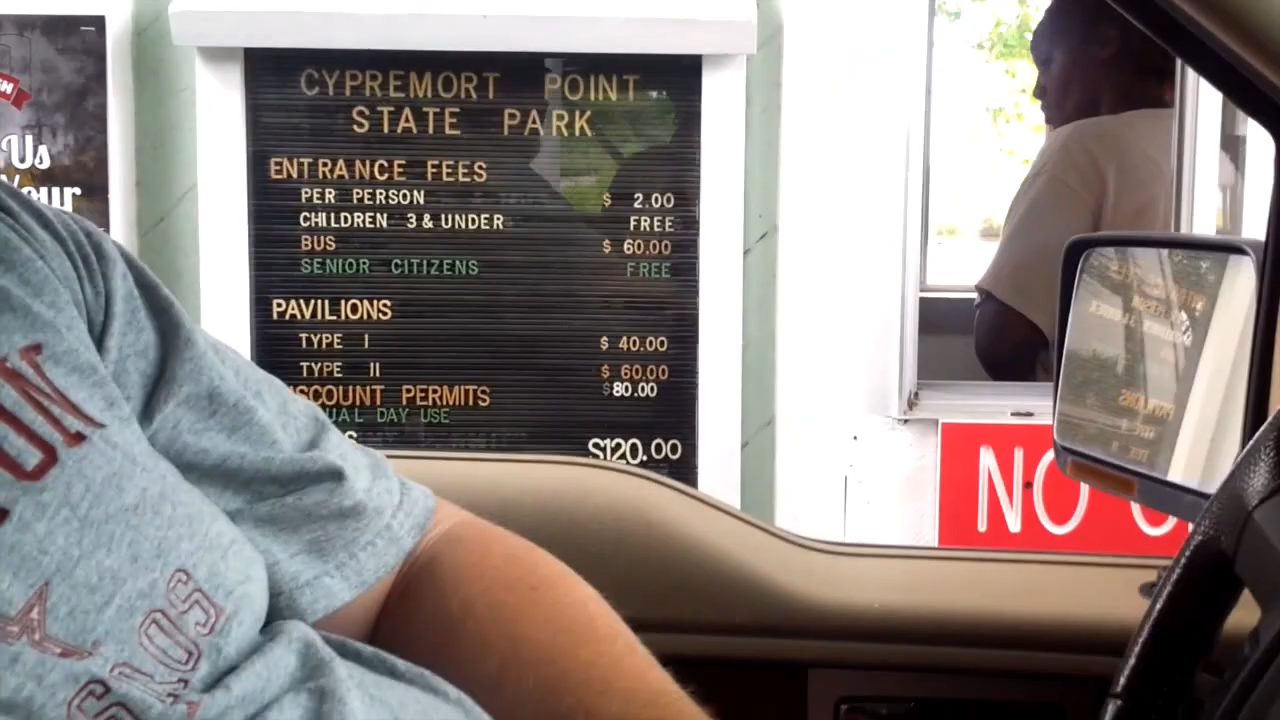 CYPREMORT POINT
STATE PARK
ENTRANCE FEES
PER PERSON $ 2.00
CHILDREN 3 & UNDER FREE
BUS $ 60.00
SENIOR CITIZENS FREE
PAVILIONS
TYPE I $ 40.00
TYPE II $ 60.00
SCOUNT PERMITS $80.00
UAL DAY USE
$120.00
Us
Your
NO